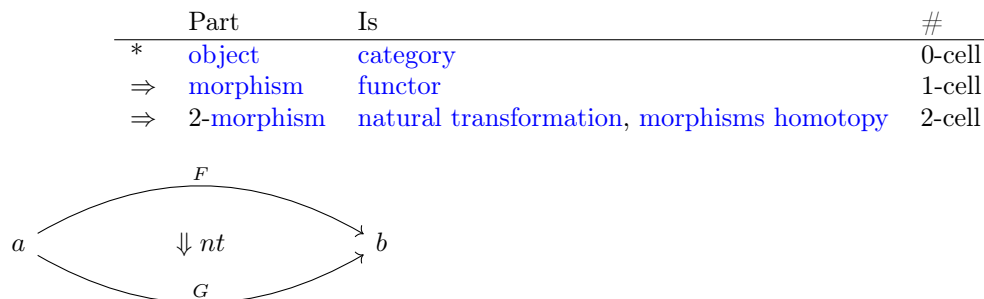 Part Is #
* object category 0-cell
⇒ morphism functor 1-cell
⇒ 2-morphism natural transformation, morphisms homotopy 2-cell
F
a ⇓ nt b
G